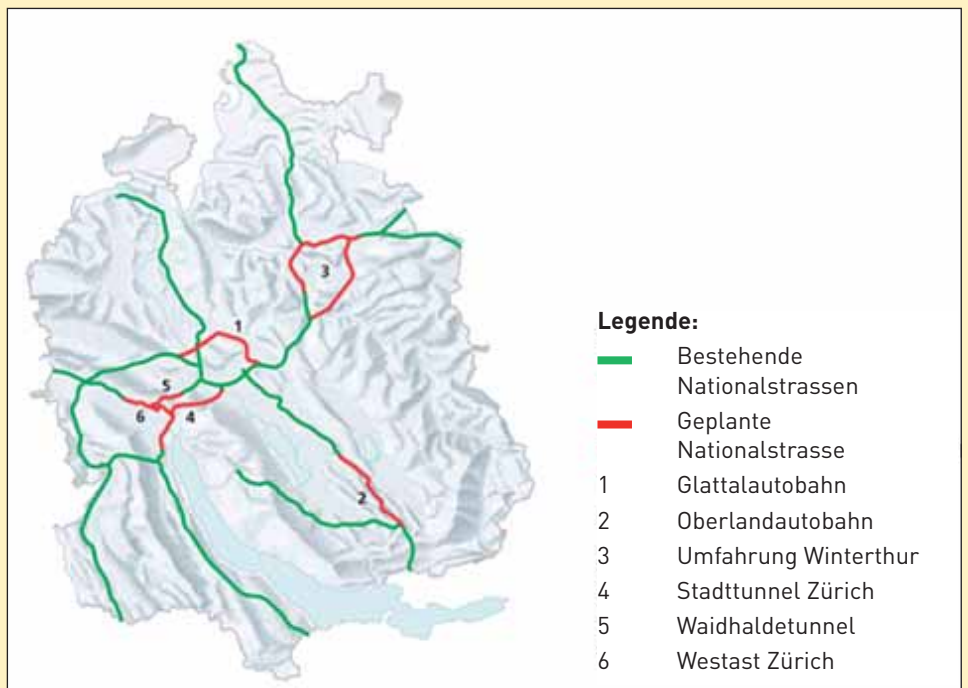 1
3
5
6
4
2
Legende:
Bestehende
Nationalstrassen
Geplante
Nationalstrasse
1 Glattalautobahn
2 Oberlandautobahn
3 Umfahrung Winterthur
4 Stadttunnel Zürich
5 Waidhaldetunnel
6 Westast Zürich